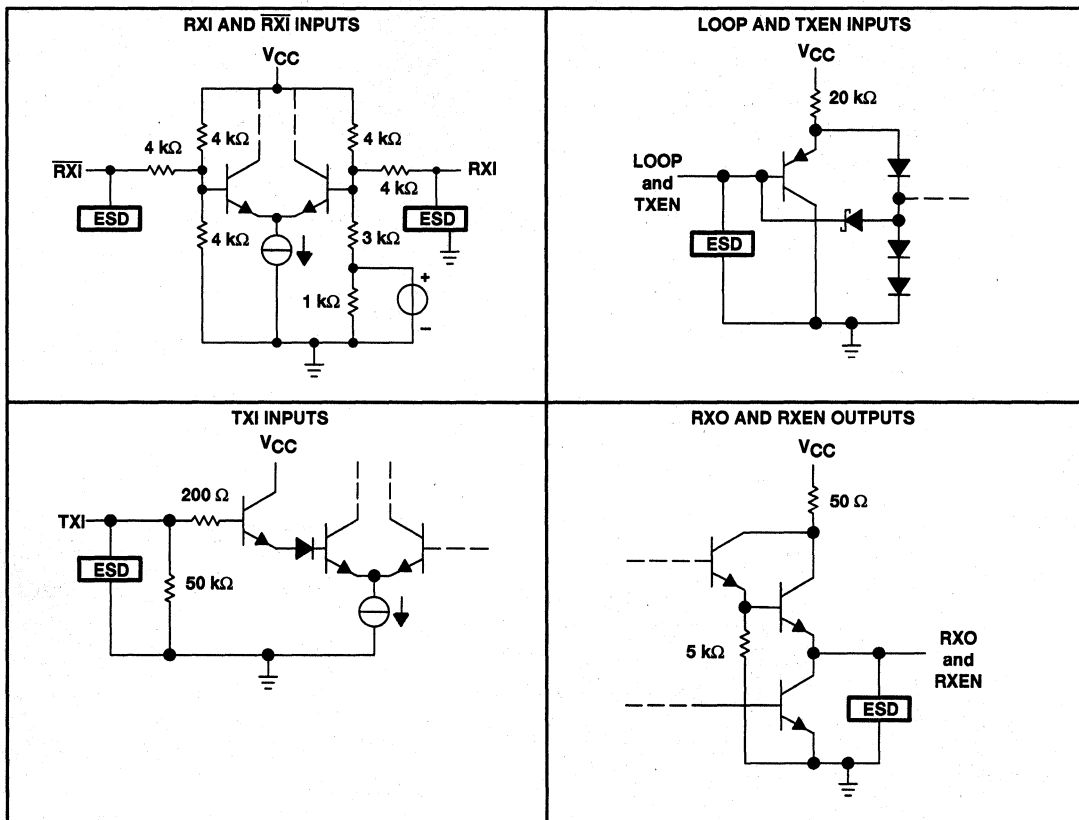 RXI AND R̅X̅I̅ INPUTS
VCC
4 kΩ
4 kΩ
4 kΩ
R̅X̅I̅
RXI
4 kΩ
ESD
ESD
4 kΩ
3 kΩ
+
1 kΩ
–
LOOP AND TXEN INPUTS
VCC
20 kΩ
LOOP
and
TXEN
ESD
TXI INPUTS
VCC
200 Ω
TXI
ESD
50 kΩ
RXO AND RXEN OUTPUTS
VCC
50 Ω
5 kΩ
RXO
and
RXEN
ESD